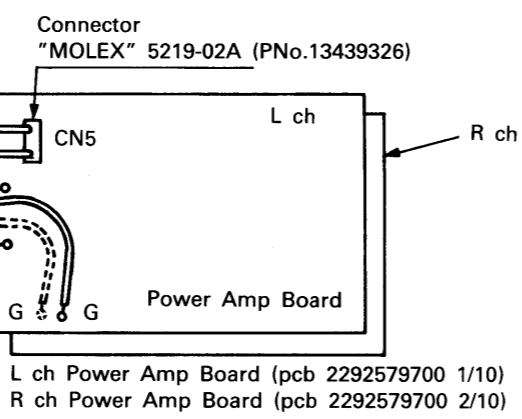 Connector
"MOLEX" 5219-02A (PNo.13439326)
L ch
R ch
CN5
G G
Power Amp Board
L ch Power Amp Board (pcb 2292579700 1/10)
R ch Power Amp Board (pcb 2292579700 2/10)